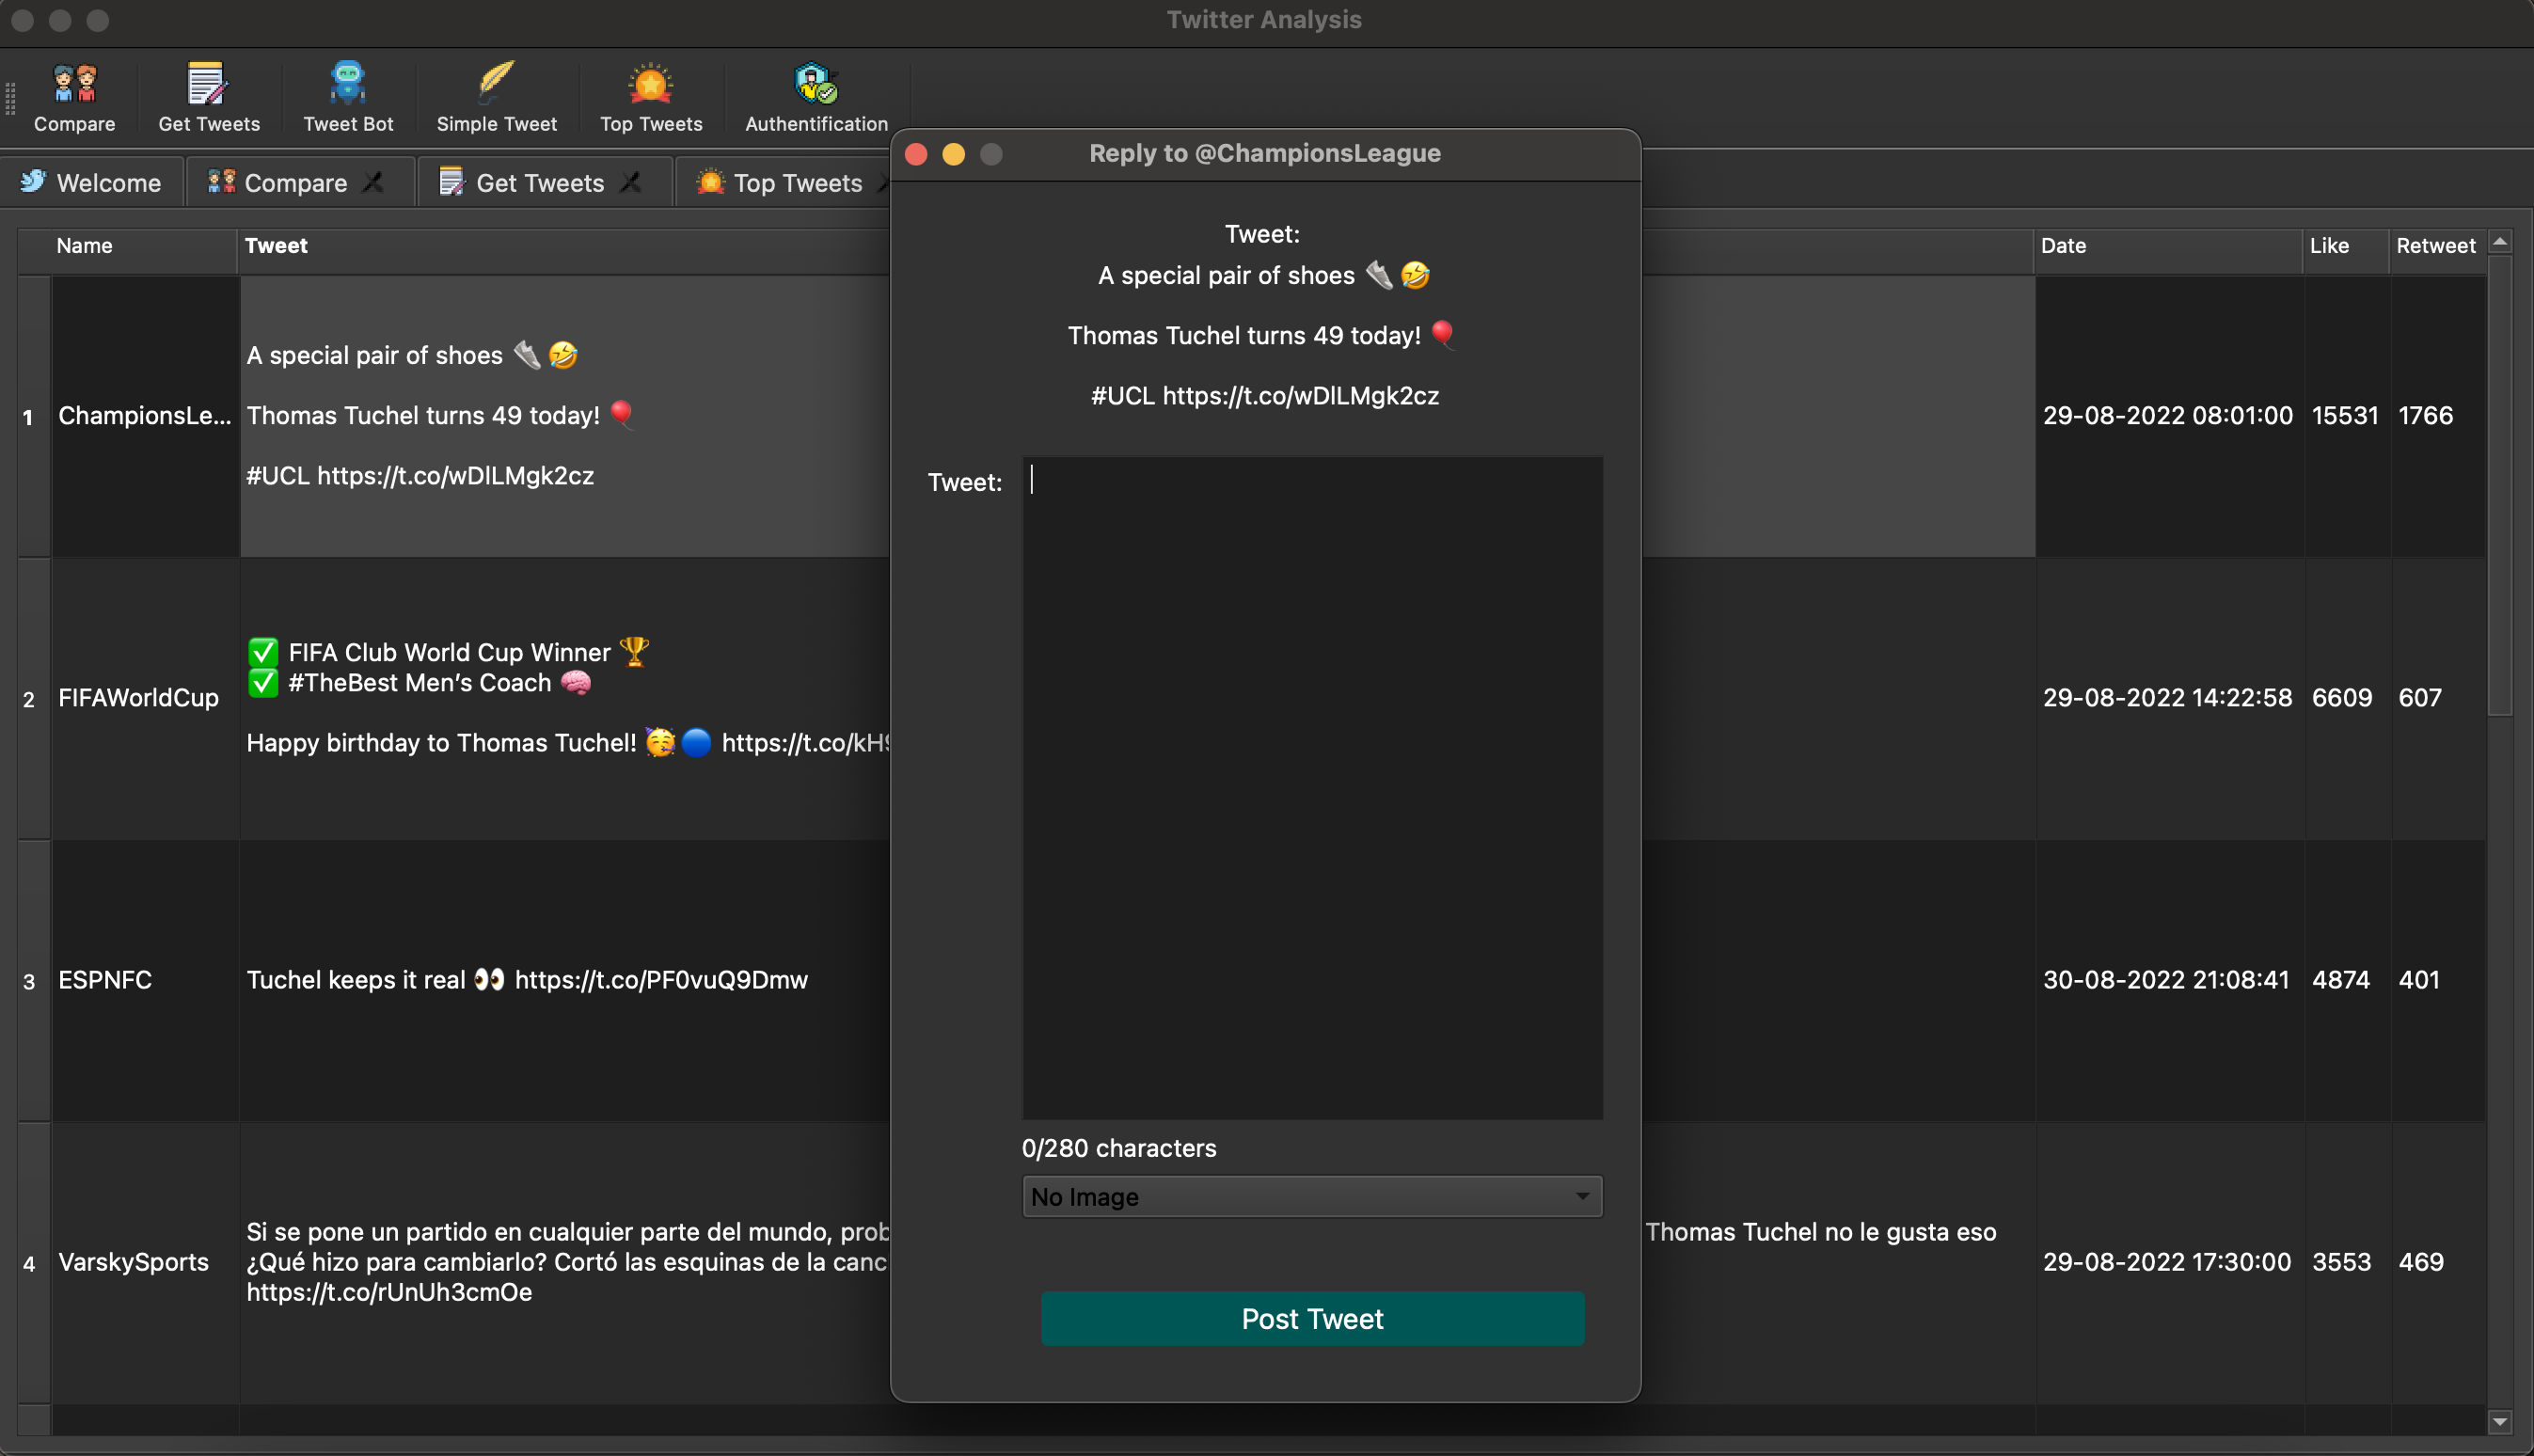 Twitter Analysis
Compare
Get Tweets
Tweet Bot
Simple Tweet
Top Tweets
Authentification
Welcome
Compare
Get Tweets
Top Tweets
Name
Tweet
Date
Like
Retweet
1
ChampionsLe...
A special pair of shoes 👟 🤣
Thomas Tuchel turns 49 today! 🎈
#UCL https://t.co/wDlLMgk2cz
29-08-2022 08:01:00
15531
1766
2
FIFAWorldCup
✅ FIFA Club World Cup Winner 🏆
✅ #TheBest Men’s Coach 🧠
Happy birthday to Thomas Tuchel! 🥳 🔵 https://t.co/kH
29-08-2022 14:22:58
6609
607
3
ESPNFC
Tuchel keeps it real 👀 https://t.co/PF0vuQ9Dmw
30-08-2022 21:08:41
4874
401
4
VarskySports
Si se pone un partido en cualquier parte del mundo, prob
Thomas Tuchel no le gusta eso
¿Qué hizo para cambiarlo? Cortó las esquinas de la canc
https://t.co/rUnUh3cmOe
29-08-2022 17:30:00
3553
469
Reply to @ChampionsLeague
Tweet:
A special pair of shoes 👟 🤣
Thomas Tuchel turns 49 today! 🎈
#UCL https://t.co/wDlLMgk2cz
Tweet:
0/280 characters
No Image
Post Tweet